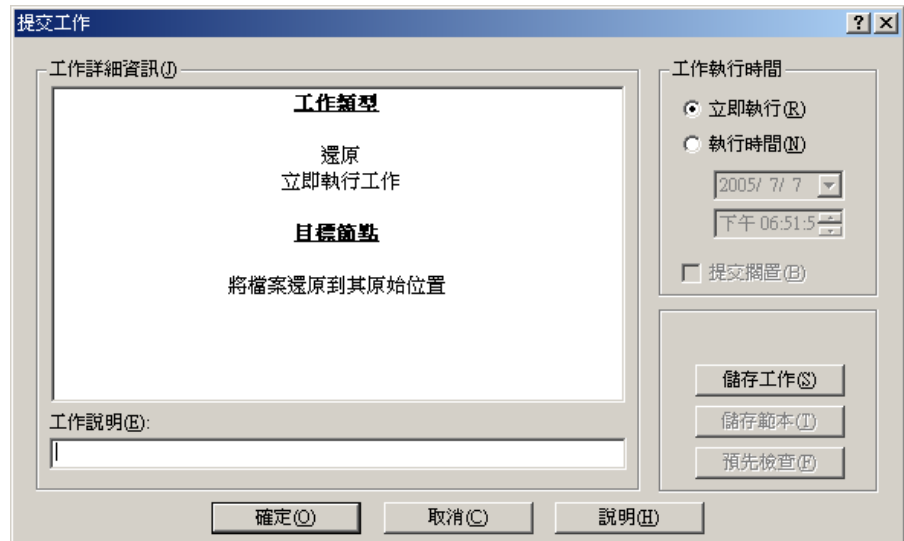 提交工作
工作詳細資訊(J)
工作類型
還原
立即執行工作
目標節點
將檔案還原到其原始位置
工作說明(E):
工作執行時間
立即執行(R)
執行時間(N)
2005/ 7/ 7
下午 06:51:5
提交擱置(B)
儲存工作(S)
儲存範本(T)
預先檢查(F)
確定(O)
取消(C)
說明(H)